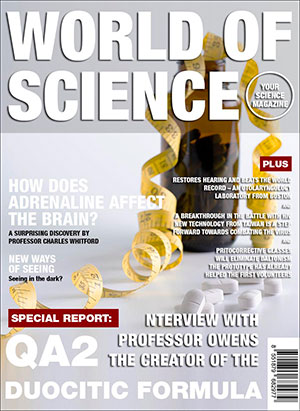 WORLD OF
SCIENCE
YOUR
SCIENCE
MAGAZINE
PLUS
RESTORES HEARING AND BEATS THE WORLD
RECORD – AN OTOLARYNGOLOGY
LABORATORY FROM BOSTON
A BREAKTHROUGH IN THE BATTLE WITH HIV
NEW TECHNOLOGY FROM TAIWAN IS A STEP
FORWARD TOWARDS COMBATING THE VIRUS
PRITOCORRECTIVE GLASSES
WILL ELIMINATE DALTONISM
THE PROTOTYPE HAS ALREADY
HELPED THE FIRST VOLUNTEERS
HOW DOES
ADRENALINE AFFECT
THE BRAIN?
A SURPRISING DISCOVERY BY
PROFESSOR CHARLES WHITFORD
NEW WAYS
OF SEEING
Seeing in the dark?
SPECIAL REPORT:
NTERVIEW WITH
PROFESSOR OWENS
THE GREATOR OF THE
QA2
DUOCITIC FORMULA